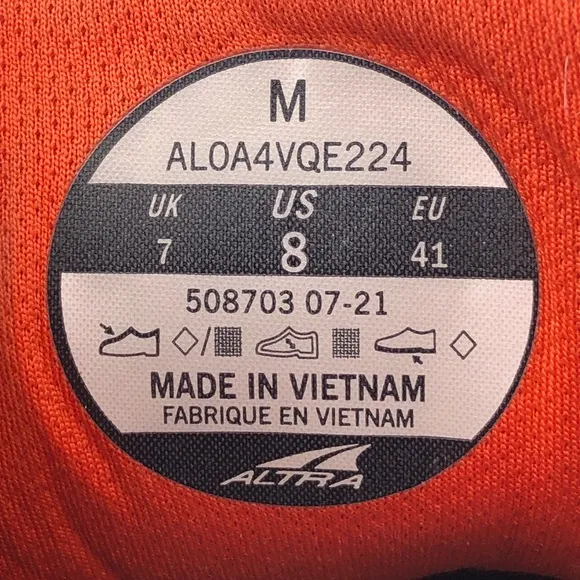 M
AL0A4VQE224
UK US EU
7 8 41
508703 07-21
MADE IN VIETNAM
FABRIQUE EN VIETNAM
ALTRA